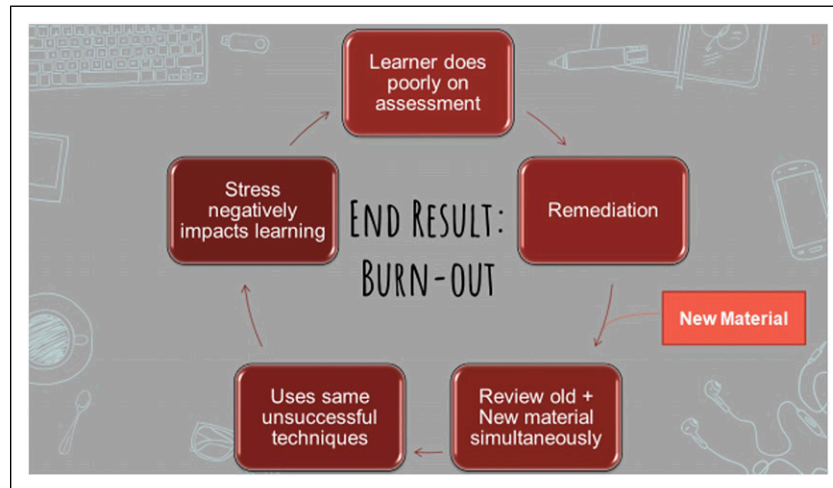 Learner does
poorly on
assessment
Stress
negatively
impacts learning
END RESULT:
BURN-OUT
Remediation
New Material
Uses same
unsuccessful
techniques
Review old +
New material
simultaneously